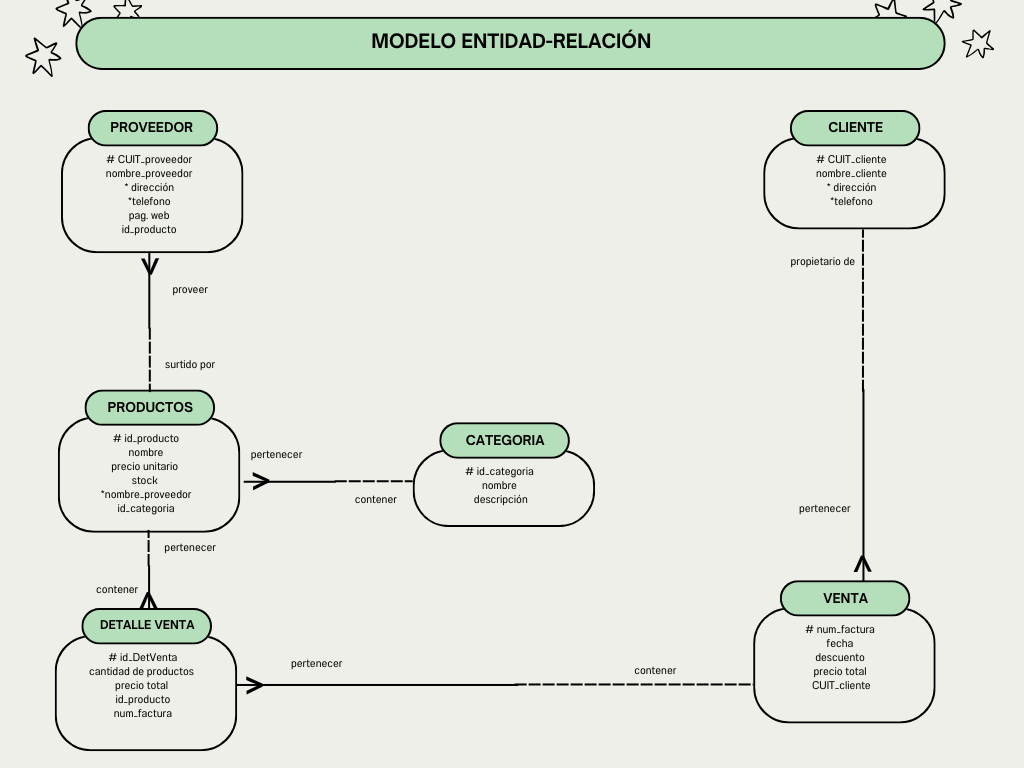 MODELO ENTIDAD-RELACIÓN
PROVEEDOR
# CUIT_proveedor
nombre_proveedor
* dirección
*telefono
pag. web
id_producto
CLIENTE
# CUIT_cliente
nombre_cliente
* dirección
*telefono
propietario de
proveer
surtido por
PRODUCTOS
# id_producto
nombre
precio unitario
stock
*nombre_proveedor
id_categoria
pertenecer
contener
CATEGORIA
# id_categoria
nombre
descripción
pertenecer
pertenecer
contener
DETALLE VENTA
# id_DetVenta
cantidad de productos
precio total
id_producto
num_factura
pertenecer
contener
VENTA
# num_factura
fecha
descuento
precio total
CUIT_cliente